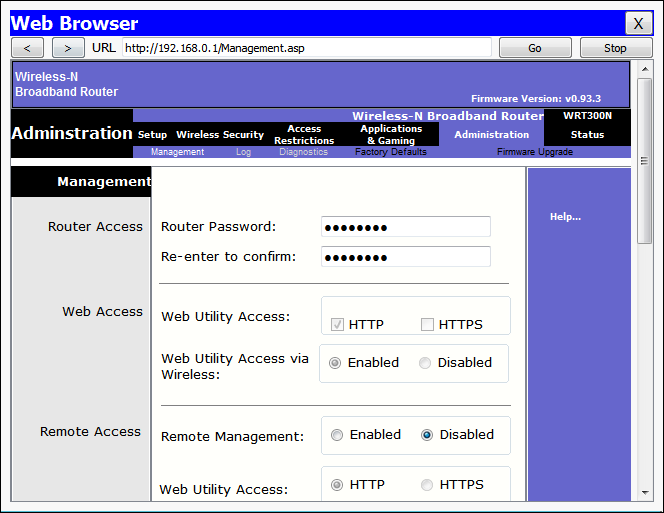 Web Browser X
< > URL http://192.168.0.1/Management.asp Go Stop
Wireless-N
Broadband Router
Firmware Version: v0.93.3
Wireless-N Broadband Router WRT300N
Adminstration Setup Wireless Security Access Restrictions Applications & Gaming Administration Status
Management Log Diagnostics Factory Defaults Firmware Upgrade
Management
Help...
Router Access Router Password: ●●●●●●●●
Re-enter to confirm: ●●●●●●●●
Web Access Web Utility Access: HTTP HTTPS
Web Utility Access via Enabled Disabled
Wireless:
Remote Access Remote Management: Enabled Disabled
Web Utility Access: HTTP HTTPS